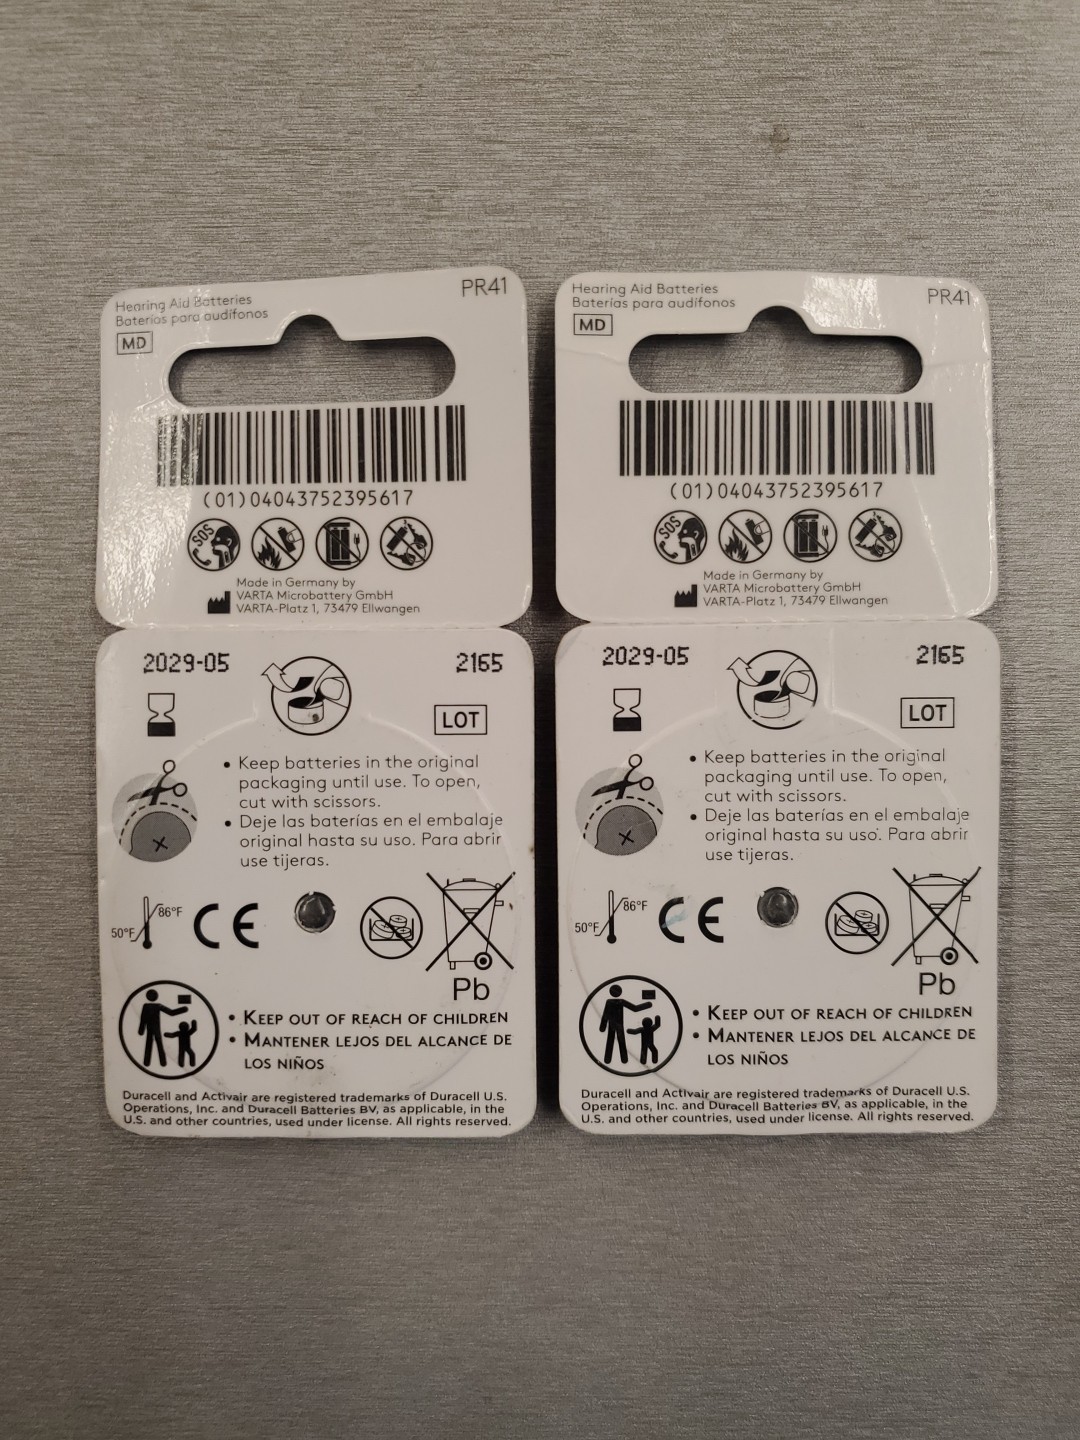 Hearing Aid Batteries
Baterías para audífonos
PR41
MD
(01)04043752395617
SOS
Made in Germany by
VARTA Microbattery GmbH
VARTA-Platz 1, 73479 Ellwangen
2029-05
2165
LOT
• Keep batteries in the original
packaging until use. To open,
cut with scissors.
• Deje las baterías en el embalaje
original hasta su uso. Para abrir
use tijeras.
50°F
86°F
CE
Pb
• KEEP OUT OF REACH OF CHILDREN
• MANTENER LEJOS DEL ALCANCE DE
LOS NIÑOS
Duracell and Activair are registered trademarks of Duracell U.S.
Operations, Inc. and Duracell Batteries BV, as applicable, in the
U.S. and other countries, used under license. All rights reserved.
Hearing Aid Batteries
Baterías para audífonos
PR41
MD
(01)04043752395617
SOS
Made in Germany by
VARTA Microbattery GmbH
VARTA-Platz 1, 73479 Ellwangen
2029-05
2165
LOT
• Keep batteries in the original
packaging until use. To open,
cut with scissors.
• Deje las baterías en el embalaje
original hasta su uso. Para abrir
use tijeras.
50°F
86°F
CE
Pb
• KEEP OUT OF REACH OF CHILDREN
• MANTENER LEJOS DEL ALCANCE DE
LOS NIÑOS
Duracell and Activair are registered trademarks of Duracell U.S.
Operations, Inc. and Duracell Batteries BV, as applicable, in the
U.S. and other countries, used under license. All rights reserved.